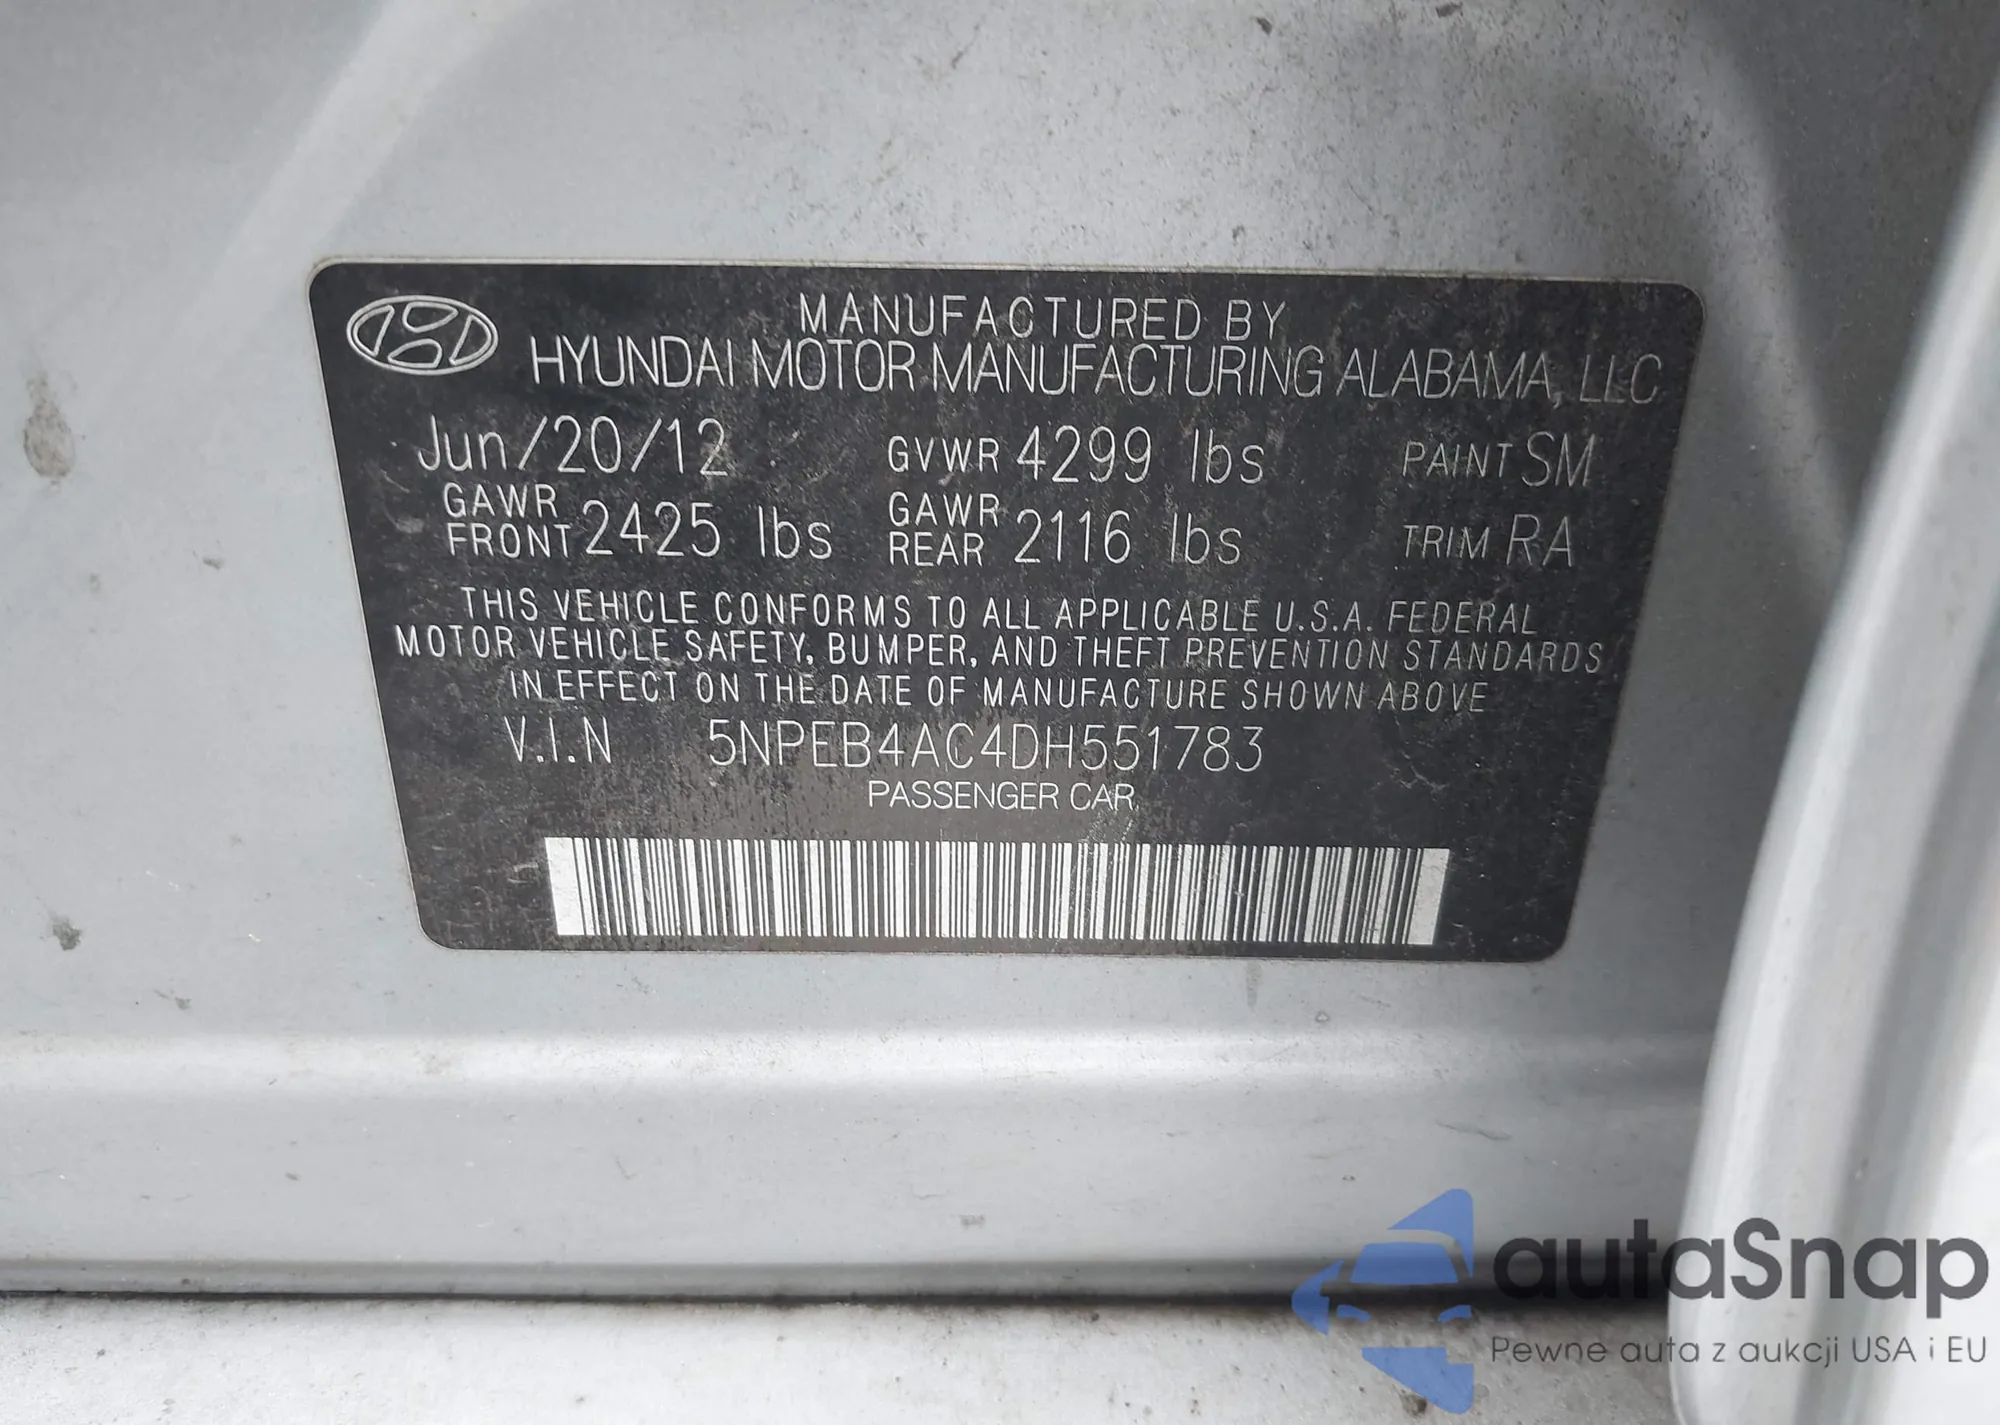 MANUFACTURED BY
HYUNDAI MOTOR MANUFACTURING ALABAMA, LLC
Jun/20/12 GVWR 4299 lbs PAINT SM
GAWR FRONT 2425 lbs GAWR REAR 2116 lbs TRIM RA
THIS VEHICLE CONFORMS TO ALL APPLICABLE U.S.A. FEDERAL
MOTOR VEHICLE SAFETY, BUMPER, AND THEFT PREVENTION STANDARDS
IN EFFECT ON THE DATE OF MANUFACTURE SHOWN ABOVE
V.I.N 5NPEB4AC4DH551783
PASSENGER CAR
autaSnap
Pewne auta z aukcji USA i EU